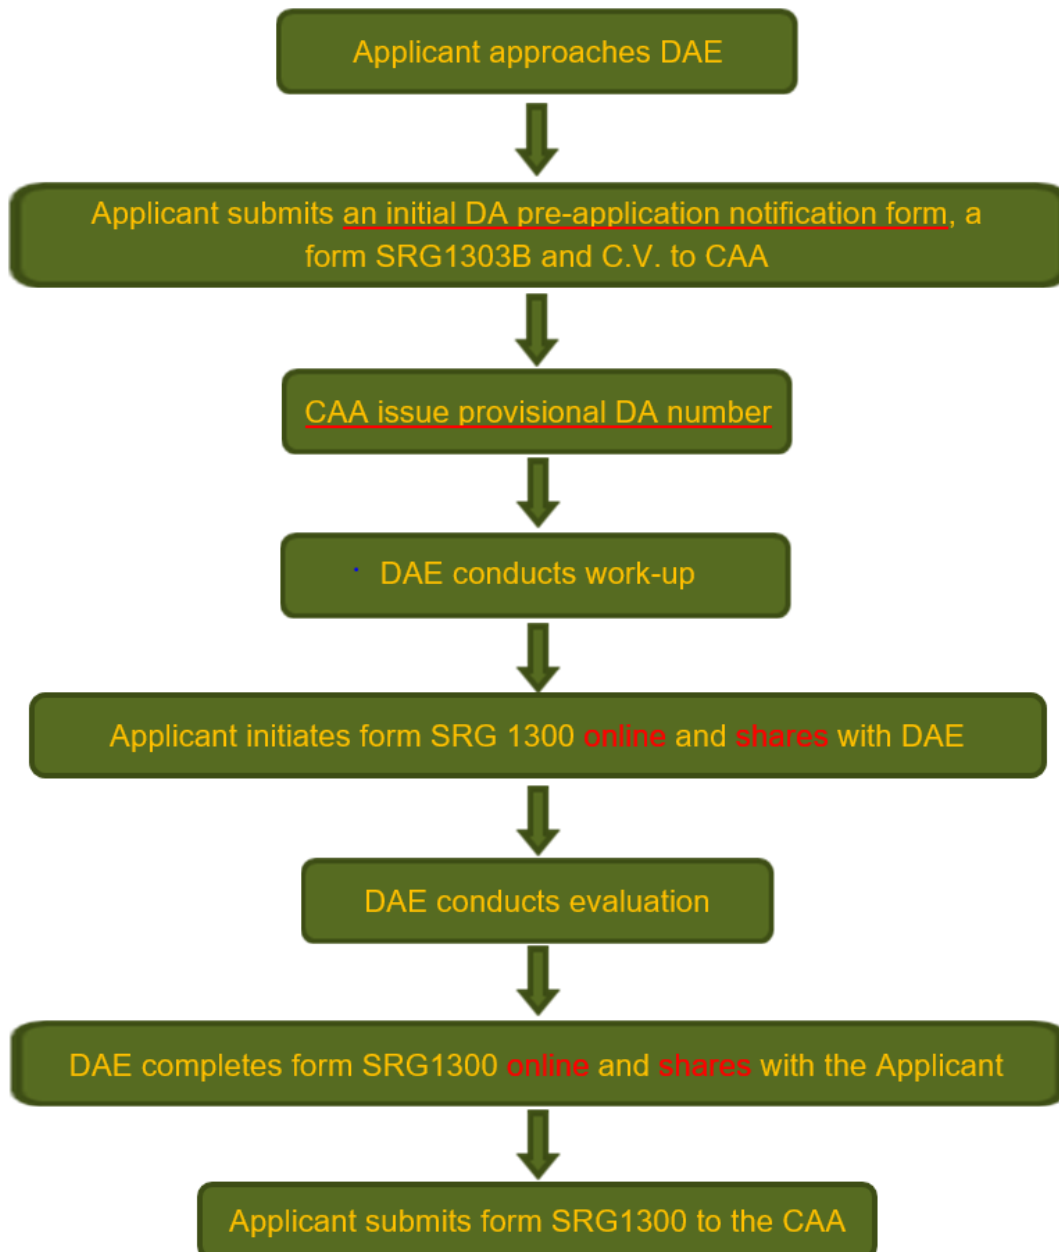 Applicant approaches DAE
Applicant submits an initial DA pre-application notification form, a
form SRG1303B and C.V. to CAA
CAA issue provisional DA number
DAE conducts work-up
Applicant initiates form SRG 1300 online and shares with DAE
DAE conducts evaluation
DAE completes form SRG1300 online and shares with the Applicant
Applicant submits form SRG1300 to the CAA